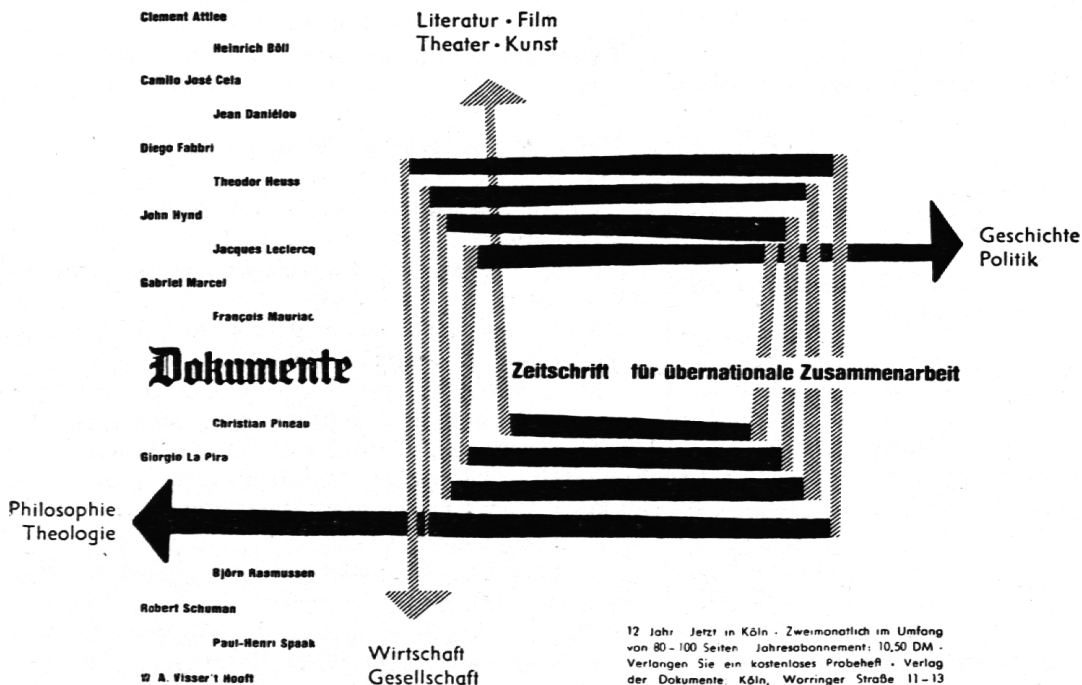 Clement Attlee
Heinrich Böll
Camilo José Cela
Jean Daniélou
Diego Fabbri
Theodor Heuss
John Hynd
Jacques Leclercq
Gabriel Marcel
François Mauriac
Dokumente
Christian Pineau
Giorgio La Pira
Björn Rasmussen
Robert Schuman
Paul-Henri Spaak
A. Visser't Hooft
Literatur · Film
Theater · Kunst
Geschichte
Politik
Zeitschrift für übernationale Zusammenarbeit
Philosophie
Theologie
Wirtschaft
Gesellschaft
12 Jahr Jetzt in Köln · Zweimonatlich im Umfang
von 80 – 100 Seiten Jahresabonnement: 10,50 DM ·
Verlangen Sie ein kostenloses Probeheft · Verlag
der Dokumente Köln, Worringer Straße 11–13